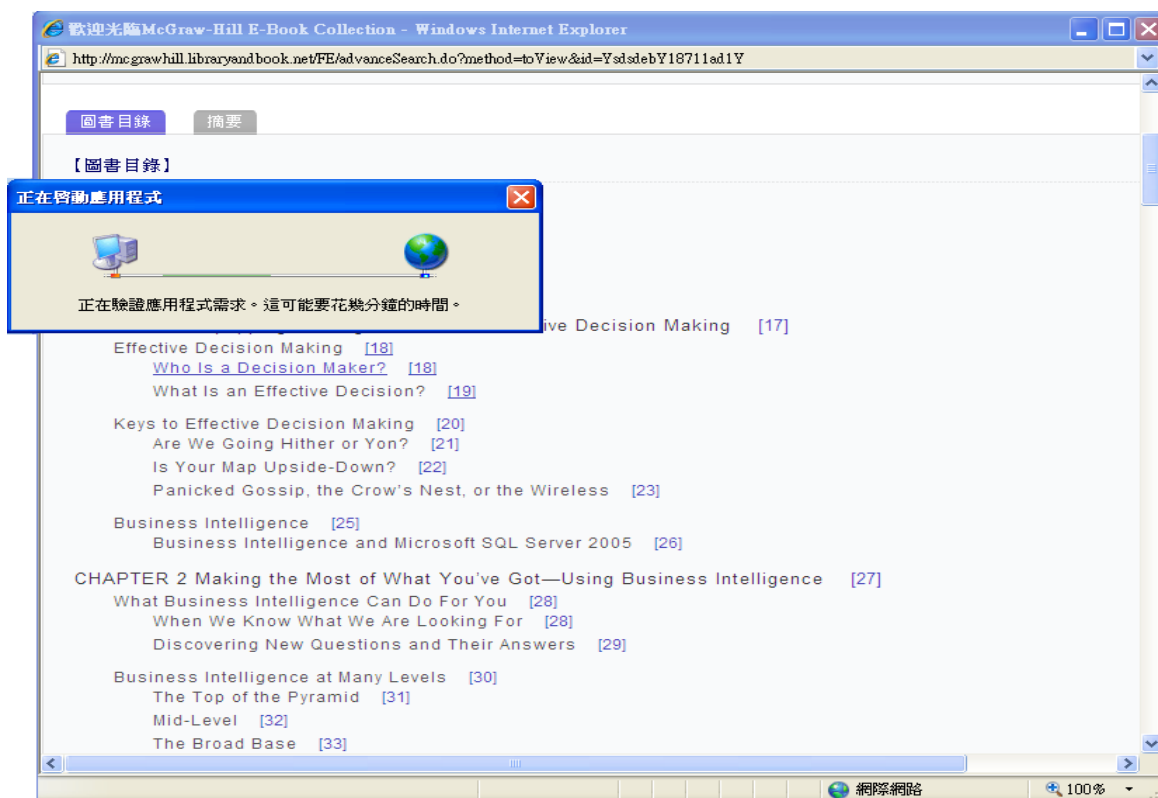 歡迎光臨McGraw-Hill E-Book Collection - Windows Internet Explorer
http://mcgrawhill.libraryandbook.net/FE/advanceSearch.do?method=toView&id=YsdsdebY18711ad1Y
圖書目錄 摘要
【圖書目錄】
正在啓動應用程式
正在驗證應用程式需求。這可能要花幾分鐘的時間。
ive Decision Making [17]
Effective Decision Making [18]
Who Is a Decision Maker? [18]
What Is an Effective Decision? [19]
Keys to Effective Decision Making [20]
Are We Going Hither or Yon? [21]
Is Your Map Upside-Down? [22]
Panicked Gossip, the Crow's Nest, or the Wireless [23]
Business Intelligence [25]
Business Intelligence and Microsoft SQL Server 2005 [26]
CHAPTER 2 Making the Most of What You've Got—Using Business Intelligence [27]
What Business Intelligence Can Do For You [28]
When We Know What We Are Looking For [28]
Discovering New Questions and Their Answers [29]
Business Intelligence at Many Levels [30]
The Top of the Pyramid [31]
Mid-Level [32]
The Broad Base [33]
網際網路 100%